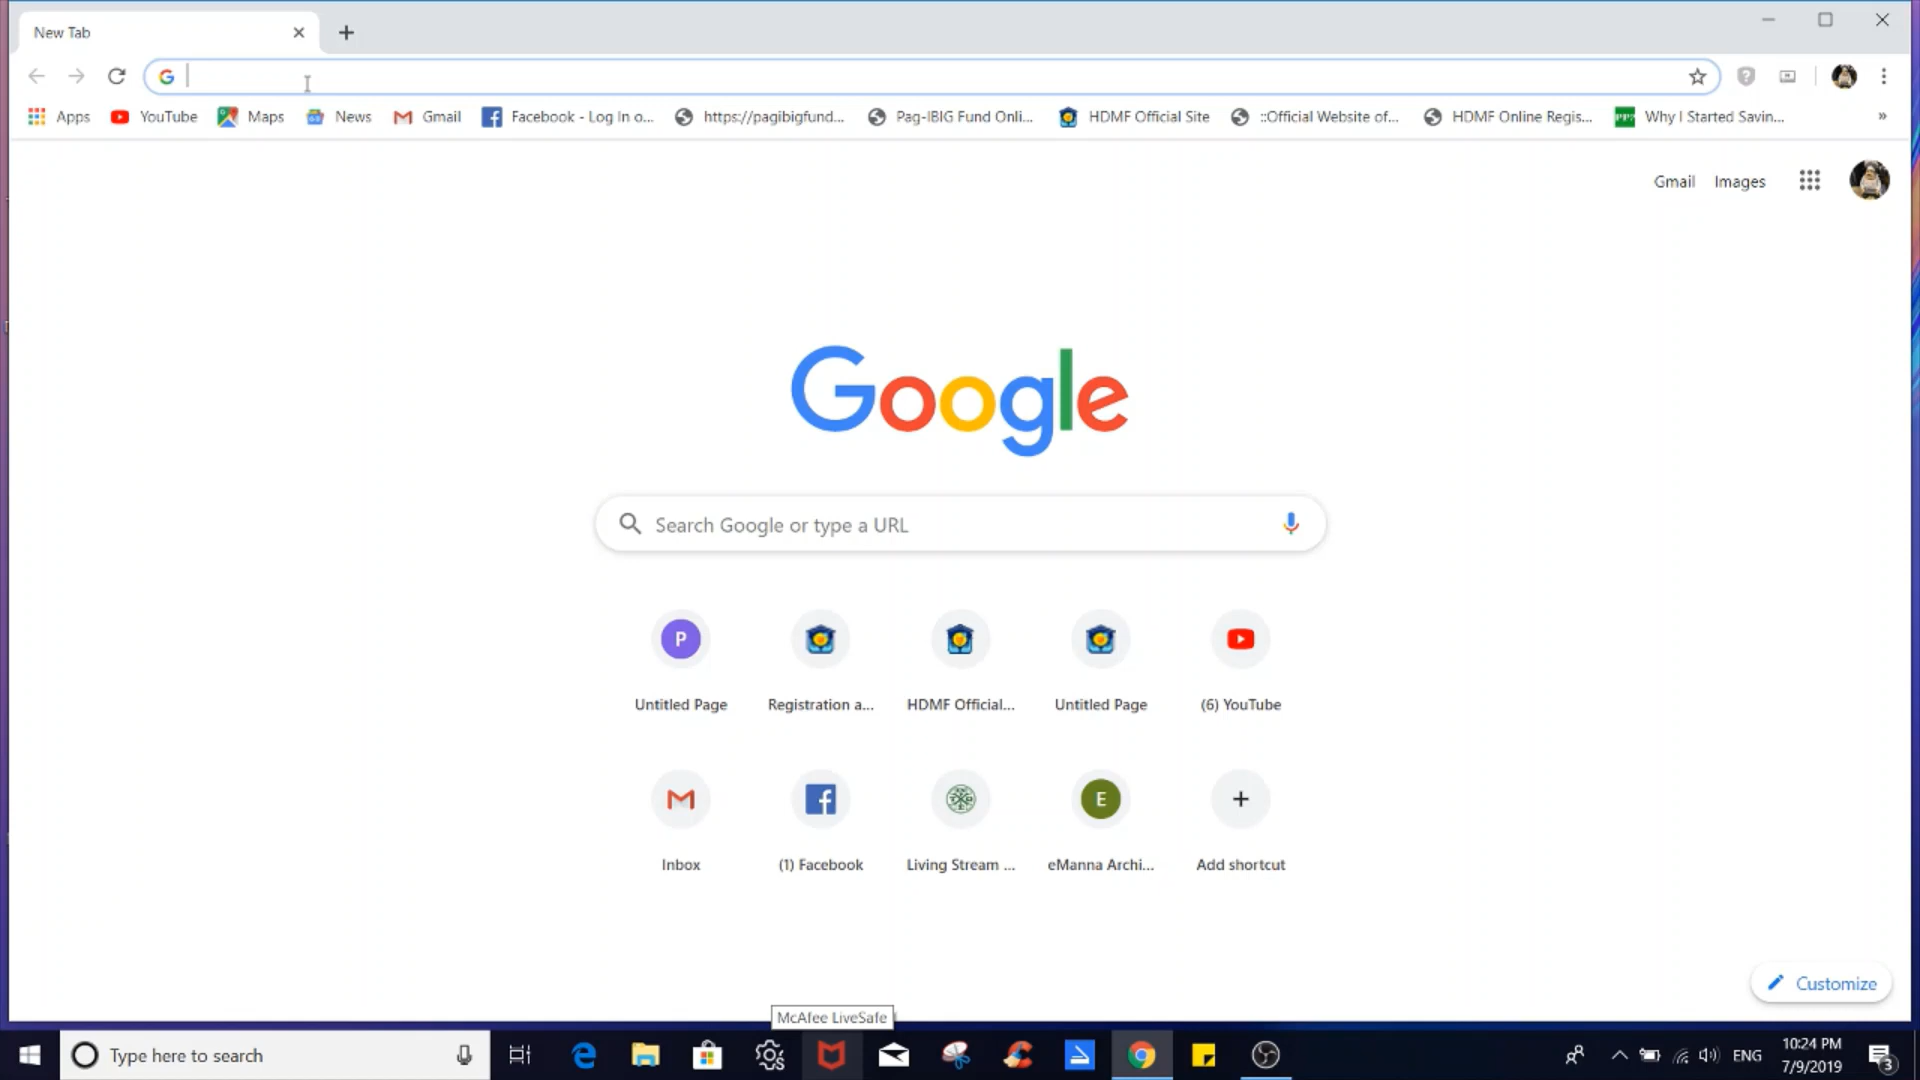 New Tab
Apps YouTube Maps News Gmail Facebook - Log In o... https://pagibigfund... Pag-IBIG Fund Onli... HDMF Official Site ::Official Website of... HDMF Online Regis... Why I Started Savin... »
Gmail Images
Google
Search Google or type a URL
P
Untitled Page Registration a... HDMF Official... Untitled Page (6) YouTube
E
Inbox (1) Facebook Living Stream ... eManna Archi... Add shortcut
Customize
McAfee LiveSafe
Type here to search
ENG
10:24 PM
7/9/2019
3